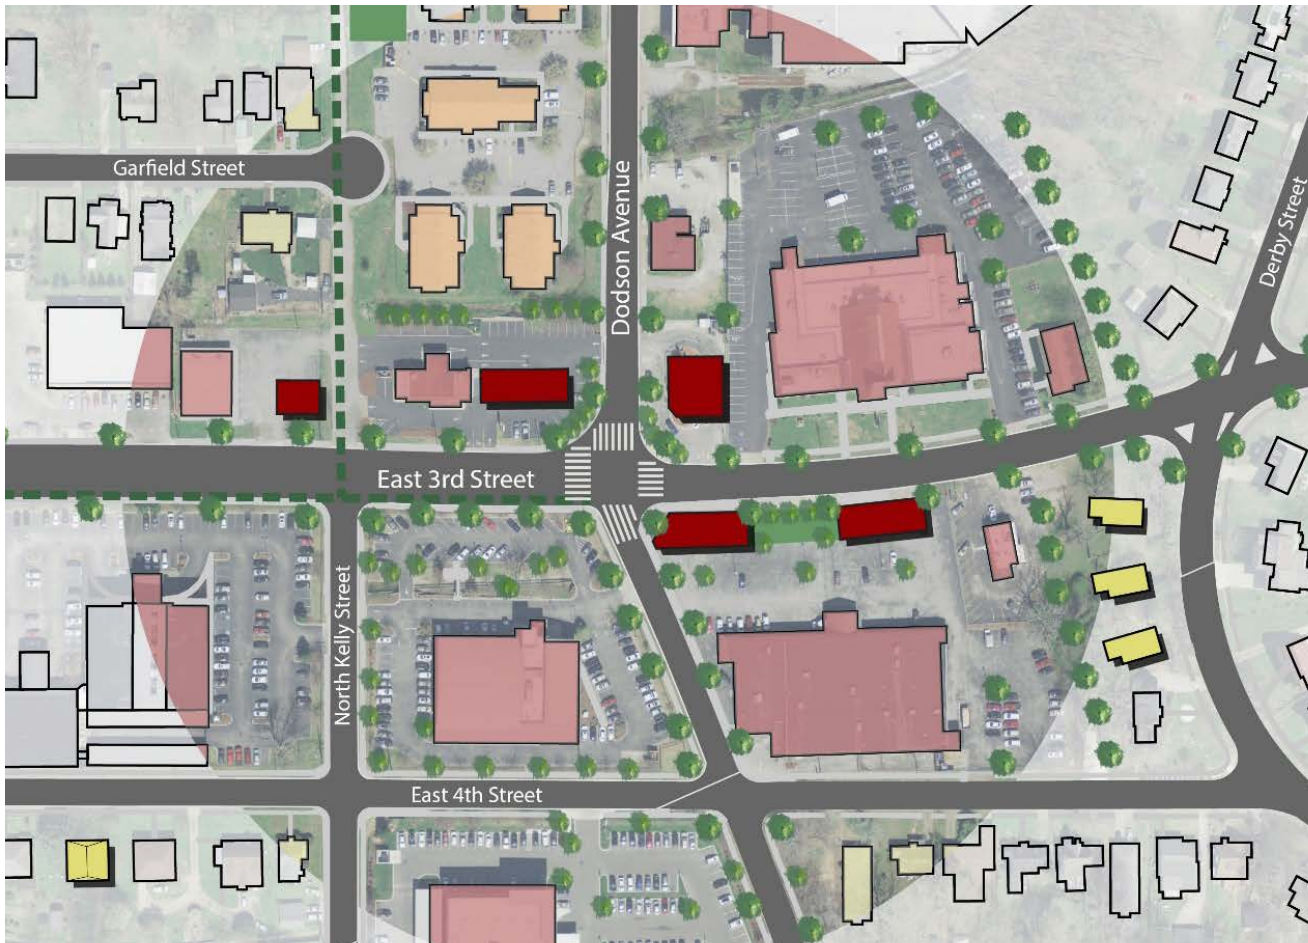 Garfield Street
Dodson Avenue
Derby Street
East 3rd Street
North Kelly Street
East 4th Street